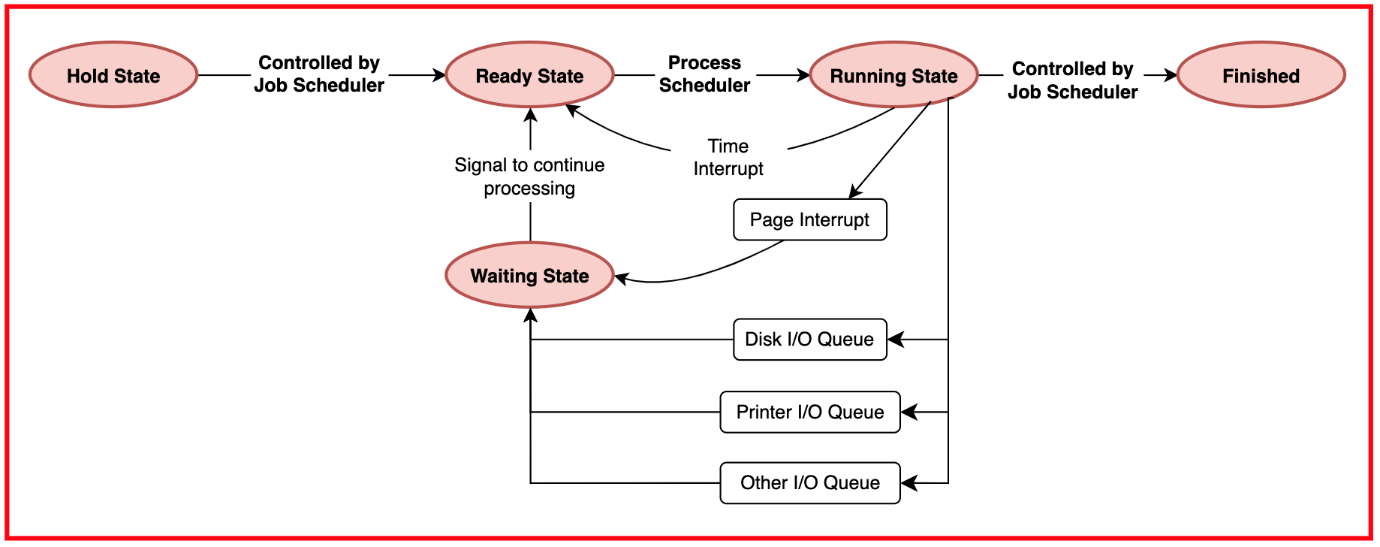 Hold State
Controlled by
Job Scheduler
Ready State
Process
Scheduler
Running State
Controlled by
Job Scheduler
Finished
Time
Interrupt
Signal to continue
processing
Page Interrupt
Waiting State
Disk I/O Queue
Printer I/O Queue
Other I/O Queue